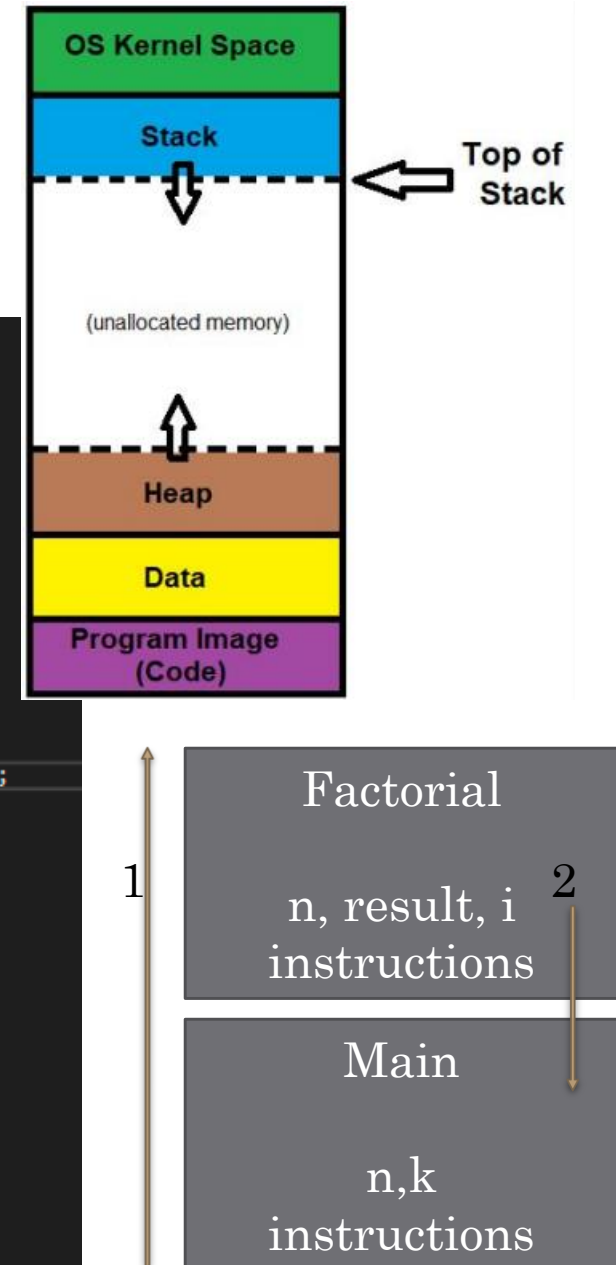 OS Kernel Space
Stack
Top of
Stack
(unallocated memory)
Heap
Data
Program Image
(Code)
;
1
Factorial
2
n, result, i
instructions
Main
n,k
instructions